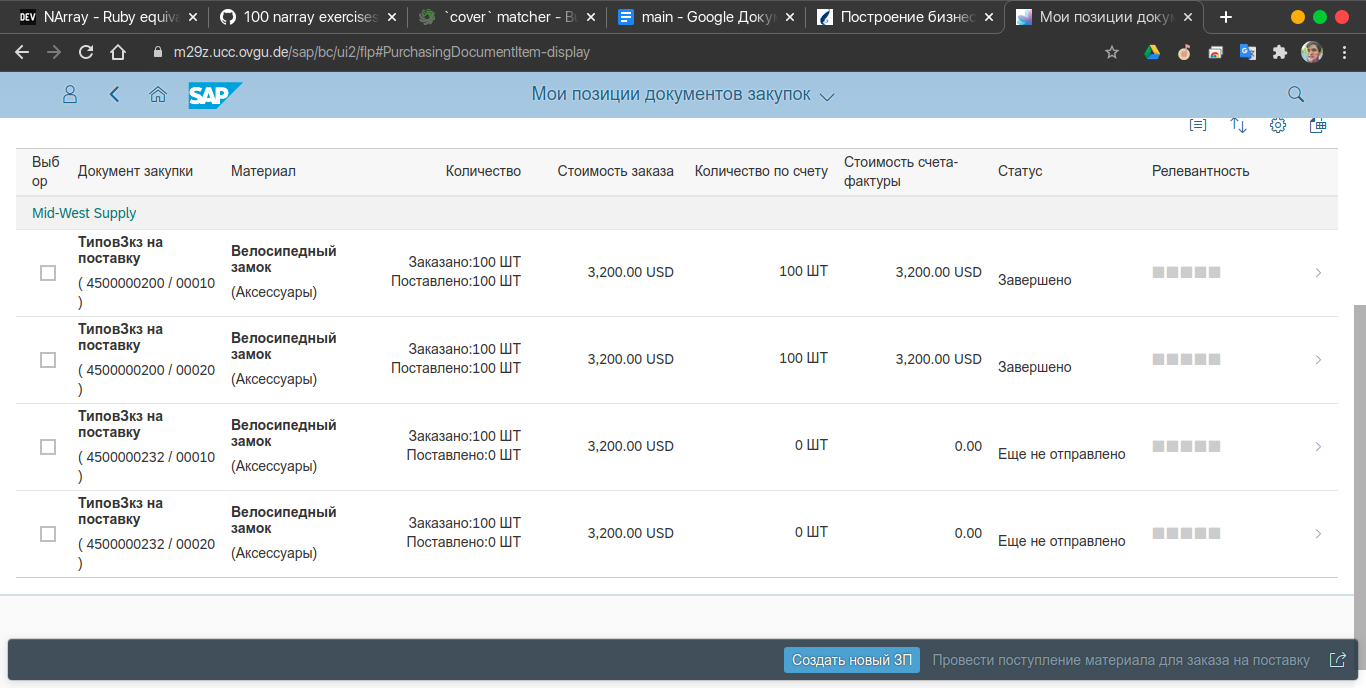 NArray - Ruby equiva
100 narray exercises
`cover` matcher - Bu
main - Google Доку
Построение бизнес
Мои позиции докум
m29z.ucc.ovgu.de/sap/bc/ui2/flp#PurchasingDocumentItem-display
SAP
Мои позиции документов закупок
Выб
ор
Документ закупки
Материал
Количество
Стоимость заказа
Количество по счету
Стоимость счета-
фактуры
Статус
Релевантность
Mid-West Supply
ТиповЗкз на
поставку
( 4500000200 / 00010
)
Велосипедный
замок
(Аксессуары)
Заказано:100 ШТ
Поставлено:100 ШТ
3,200.00 USD
100 ШТ
3,200.00 USD
Завершено
ТиповЗкз на
поставку
( 4500000200 / 00020
)
Велосипедный
замок
(Аксессуары)
Заказано:100 ШТ
Поставлено:100 ШТ
3,200.00 USD
100 ШТ
3,200.00 USD
Завершено
ТиповЗкз на
поставку
( 4500000232 / 00010
)
Велосипедный
замок
(Аксессуары)
Заказано:100 ШТ
Поставлено:0 ШТ
3,200.00 USD
0 ШТ
0.00
Еще не отправлено
ТиповЗкз на
поставку
( 4500000232 / 00020
)
Велосипедный
замок
(Аксессуары)
Заказано:100 ШТ
Поставлено:0 ШТ
3,200.00 USD
0 ШТ
0.00
Еще не отправлено
Создать новый ЗП
Провести поступление материала для заказа на поставку